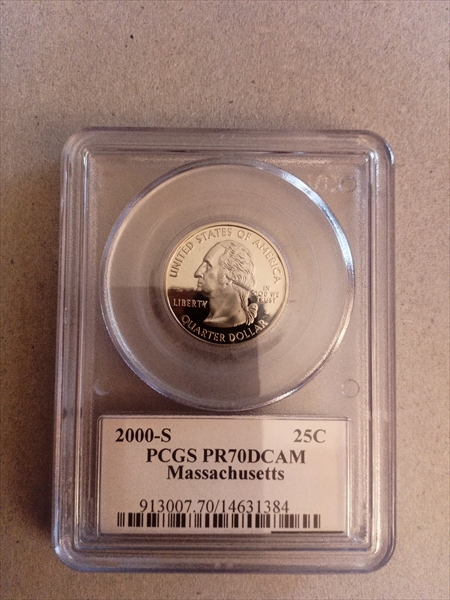 UNITED STATES OF AMERICA
LIBERTY
IN
GOD WE
TRUST
QUARTER DOLLAR
2000-S 25C
PCGS PR70DCAM
Massachusetts
913007.70/14631384